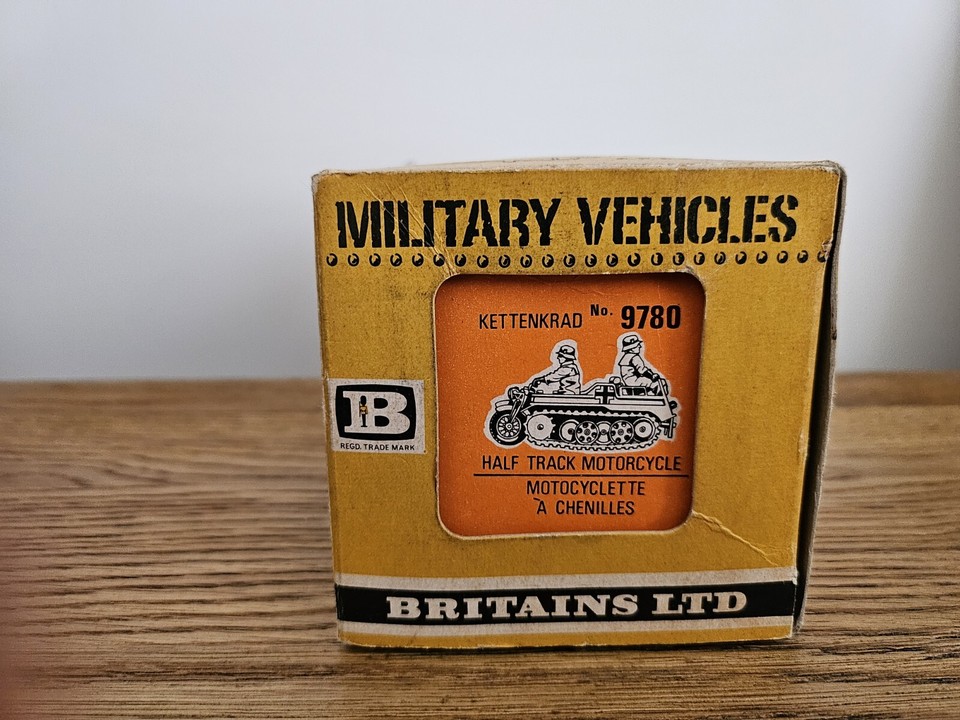 MILITARY VEHICLES
KETTENKRAD No. 9780
B
REGD. TRADE MARK
HALF TRACK MOTORCYCLE
MOTOCYCLETTE
À CHENILLES
BRITAINS LTD